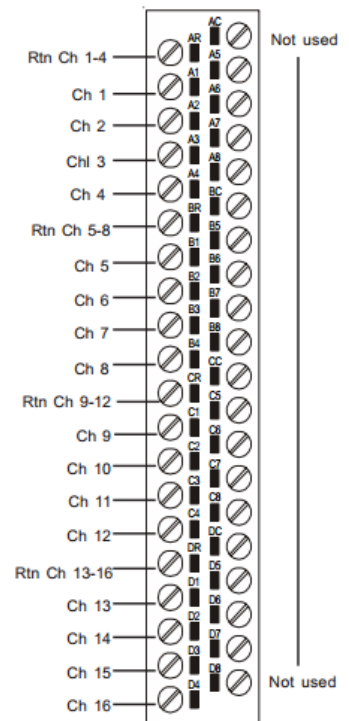 AC
Not used
AR
Rtn Ch 1-4
A5
A1
Ch 1
A6
A2
Ch 2
A7
A3
Chl 3
A8
A4
Ch 4
BC
BR
Rtn Ch 5-8
B5
B1
Ch 5
B6
B2
Ch 6
B7
B3
Ch 7
B8
B4
Ch 8
CC
CR
Rtn Ch 9-12
C5
C1
Ch 9
C6
C2
Ch 10
C7
C3
Ch 11
C8
C4
Ch 12
DC
DR
Rtn Ch 13-16
D5
D1
Ch 13
D6
D2
Ch 14
D7
D3
Ch 15
D8
Not used
D4
Ch 16